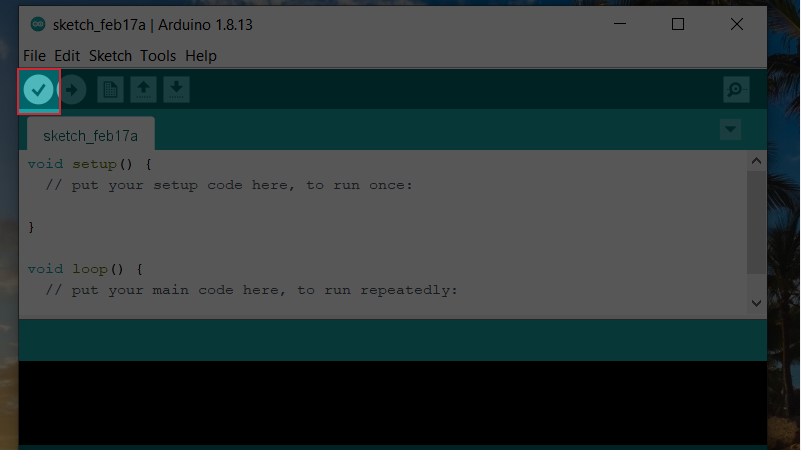 sketch_feb17a | Arduino 1.8.13
File Edit Sketch Tools Help
sketch_feb17a
void setup() {
  // put your setup code here, to run once:
}
void loop() {
  // put your main code here, to run repeatedly: